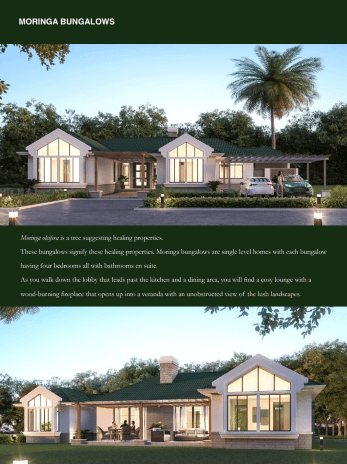 MORINGA BUNGALOWS
Moringa oleifera is a tree suggesting healing properties.
These bungalows signify these healing properties. Moringa bungalows are single level homes with each bungalow
having four bedrooms all with bathrooms en suite.
As you walk down the lobby that leads past the kitchen and a dining area, you will find a cosy lounge with a
wood-burning fireplace that opens up into a veranda with an unobstructed view of the lush landscapes.